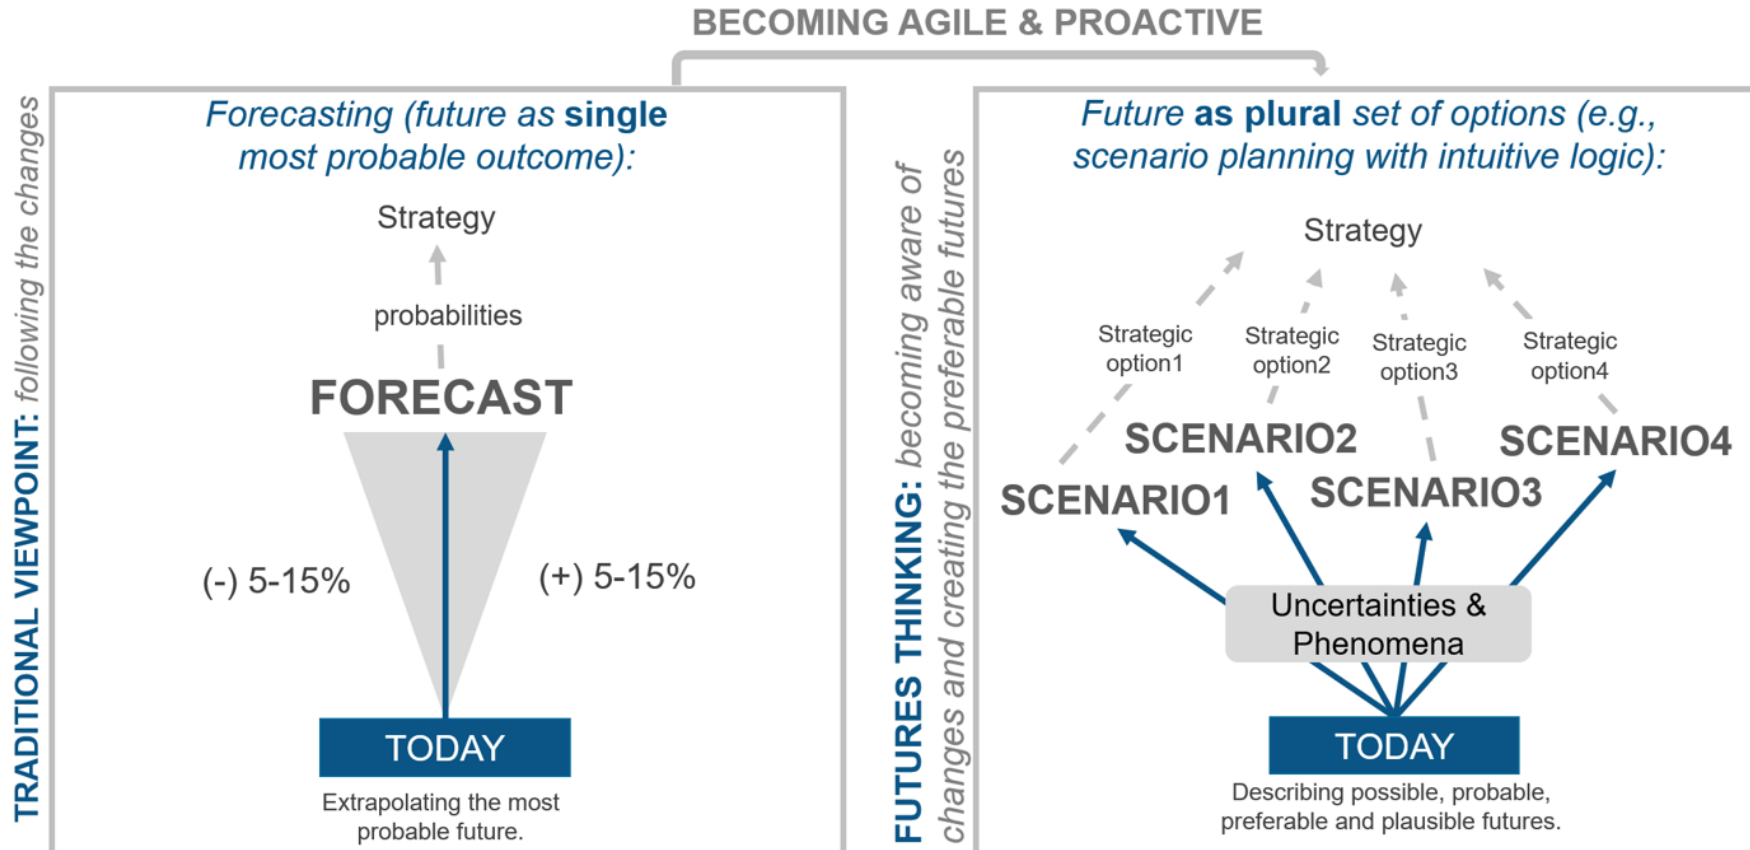 BECOMING AGILE & PROACTIVE
TRADITIONAL VIEWPOINT: following the changes
Forecasting (future as single
most probable outcome):
Strategy
probabilities
FORECAST
(-) 5-15%
(+) 5-15%
TODAY
Extrapolating the most
probable future.
FUTURES THINKING: becoming aware of
changes and creating the preferable futures
Future as plural set of options (e.g.,
scenario planning with intuitive logic):
Strategy
Strategic
option1
Strategic
option2
Strategic
option3
Strategic
option4
SCENARIO1
SCENARIO2
SCENARIO3
SCENARIO4
Uncertainties &
Phenomena
TODAY
Describing possible, probable,
preferable and plausible futures.